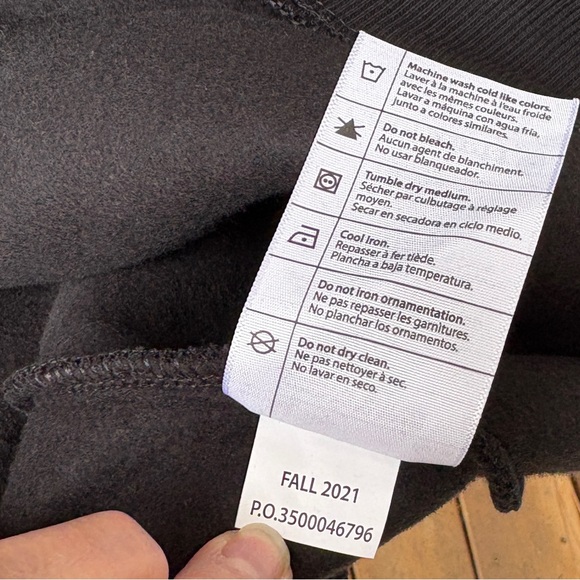 Machine wash cold like colors.
Laver à la machine à l'eau froide
avec les mêmes couleurs.
Lavar a máquina con agua fría,
junto a colores similares.
Do not bleach.
Aucun agent de blanchiment.
No usar blanqueador.
Tumble dry medium.
Sécher par culbutage à réglage
moyen.
Secar en secadora en ciclo medio.
Cool Iron.
Repasser à fer tiède.
Plancha a baja temperatura.
Do not Iron ornamentation.
Ne pas repasser les garnitures.
No planchar los ornamentos.
Do not dry clean.
Ne pas nettoyer à sec.
No lavar en seco.
FALL 2021
P.O.3500046796